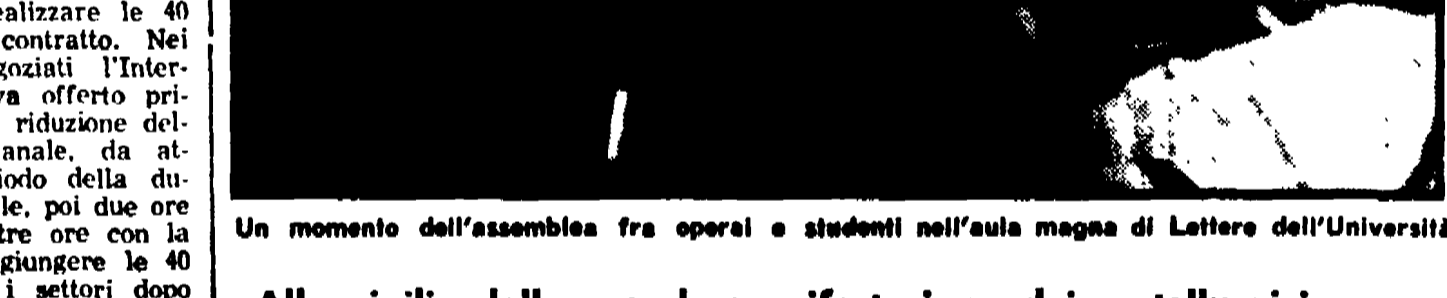 ealizzare le 40
contratto. Nei
goziati l'Inter-
va offerto pri-
riduzione del-
anale, da at-
iodo della du-
le, poi due ore
tre ore con la
giungere le 40
i settori dopo
Un momento dell'assemblea fra operai e studenti nell'aula magna di Lettere dell'Università